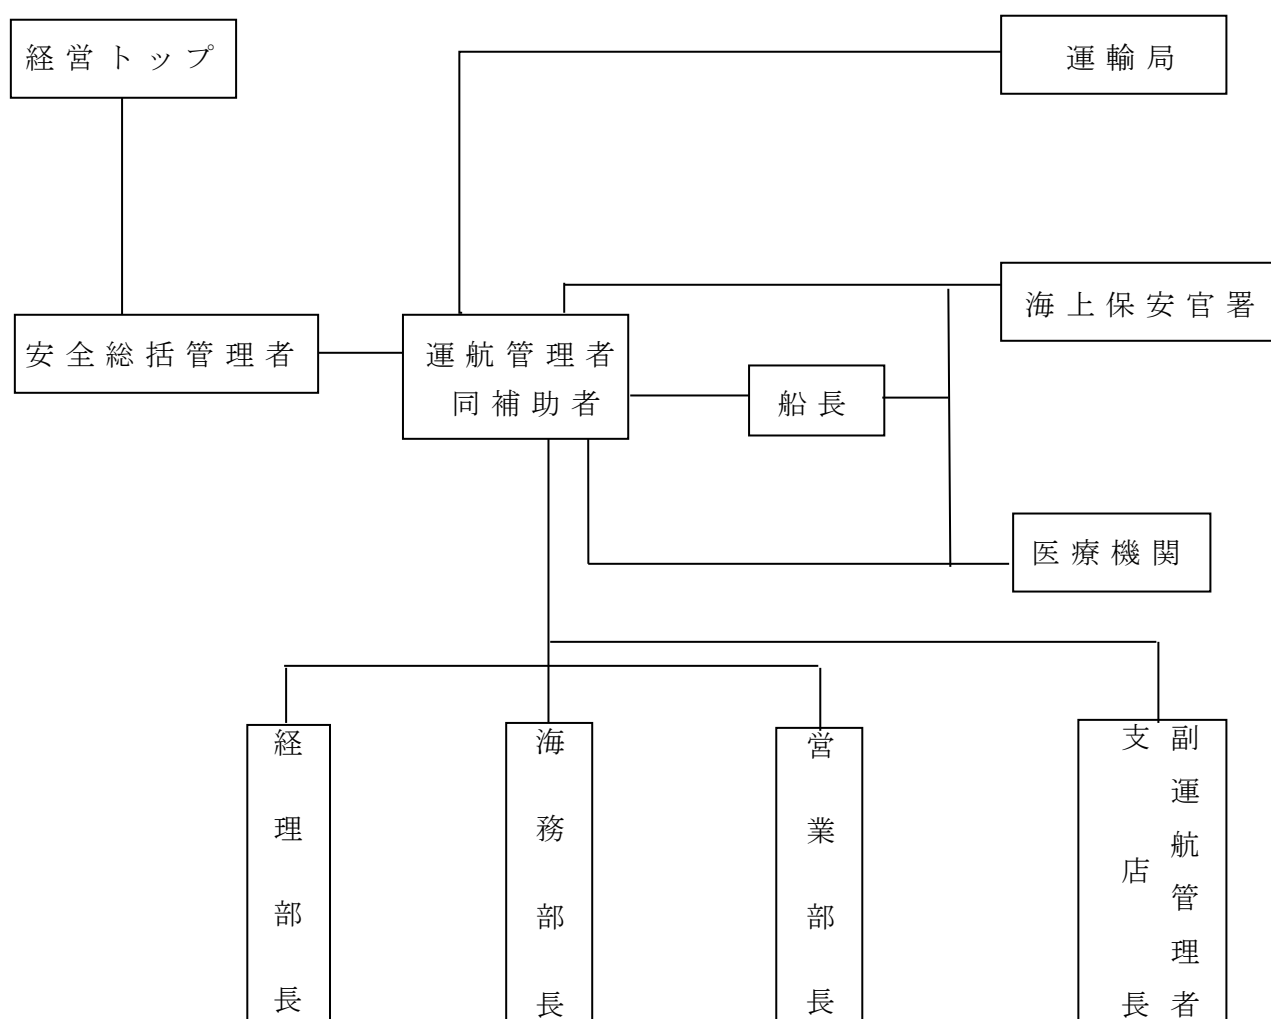 経営トップ
運輸局
海上保安官署
安全総括管理者
運航管理者
同補助者
船長
医療機関
経理部長
海務部長
営業部長
副運航管理者
支店長